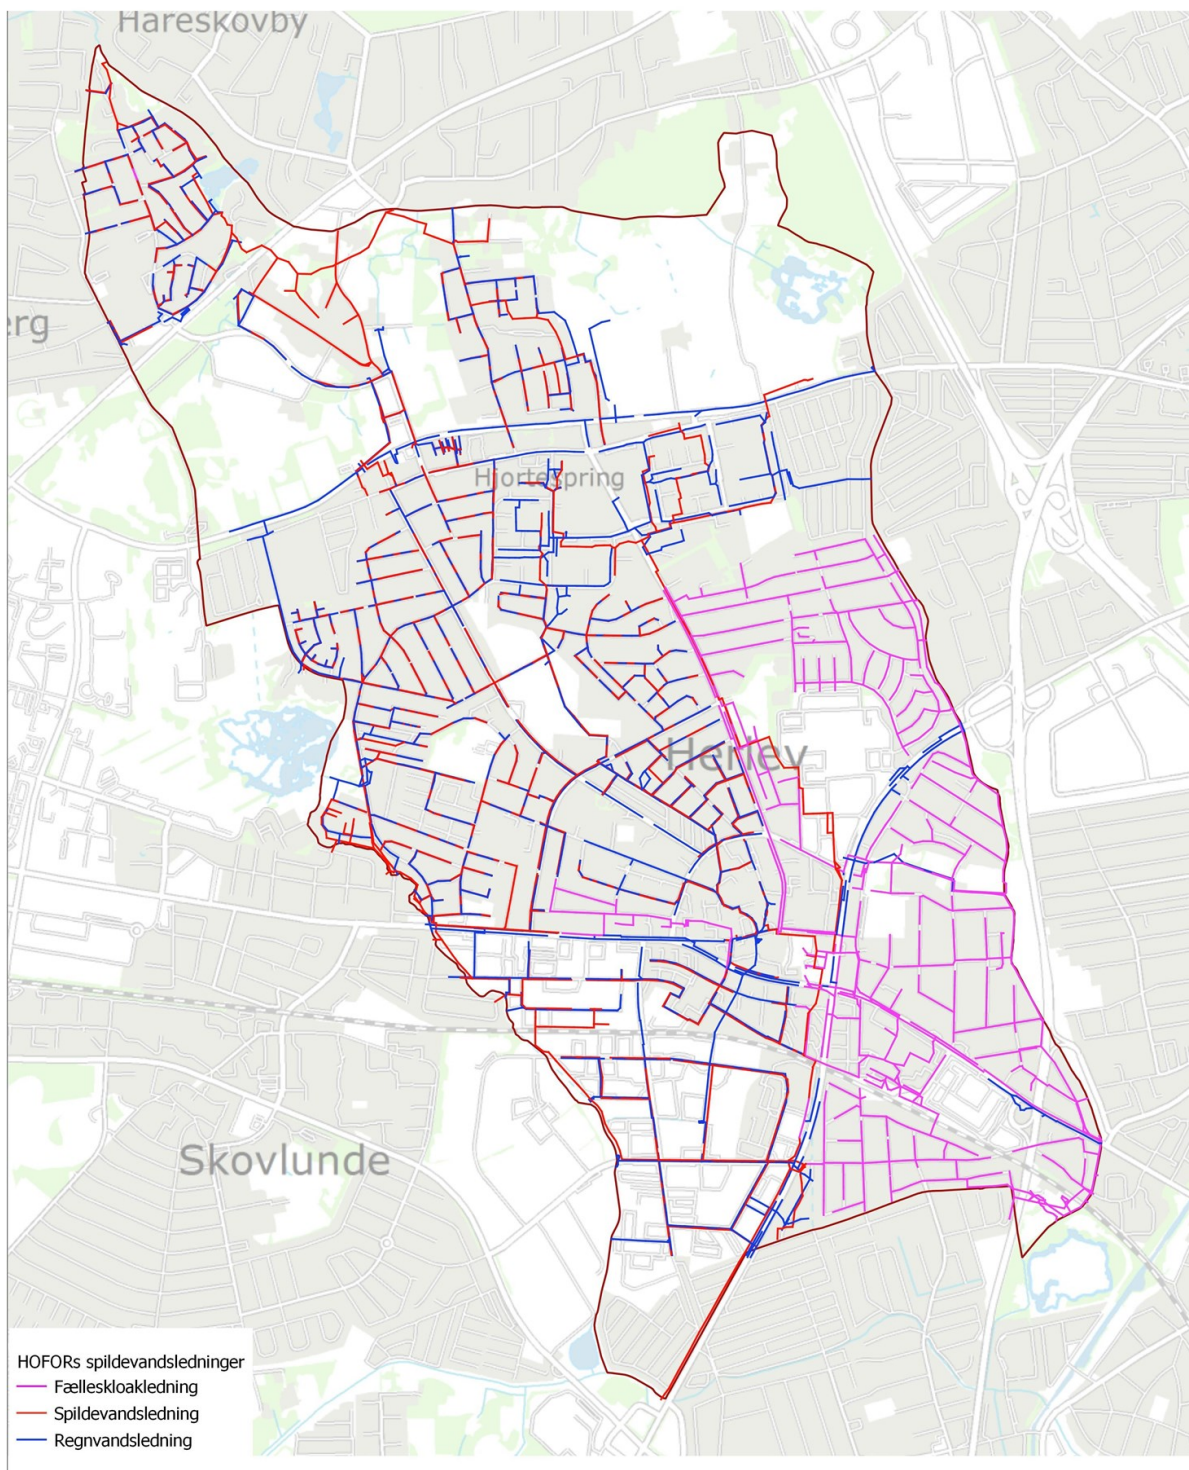 Hareskovby
erg
Hjortespring
Herlev
Skovlunde
HOFORs spildevandsledninger
Fælleskloakledning
Spildevandsledning
Regnvandsledning